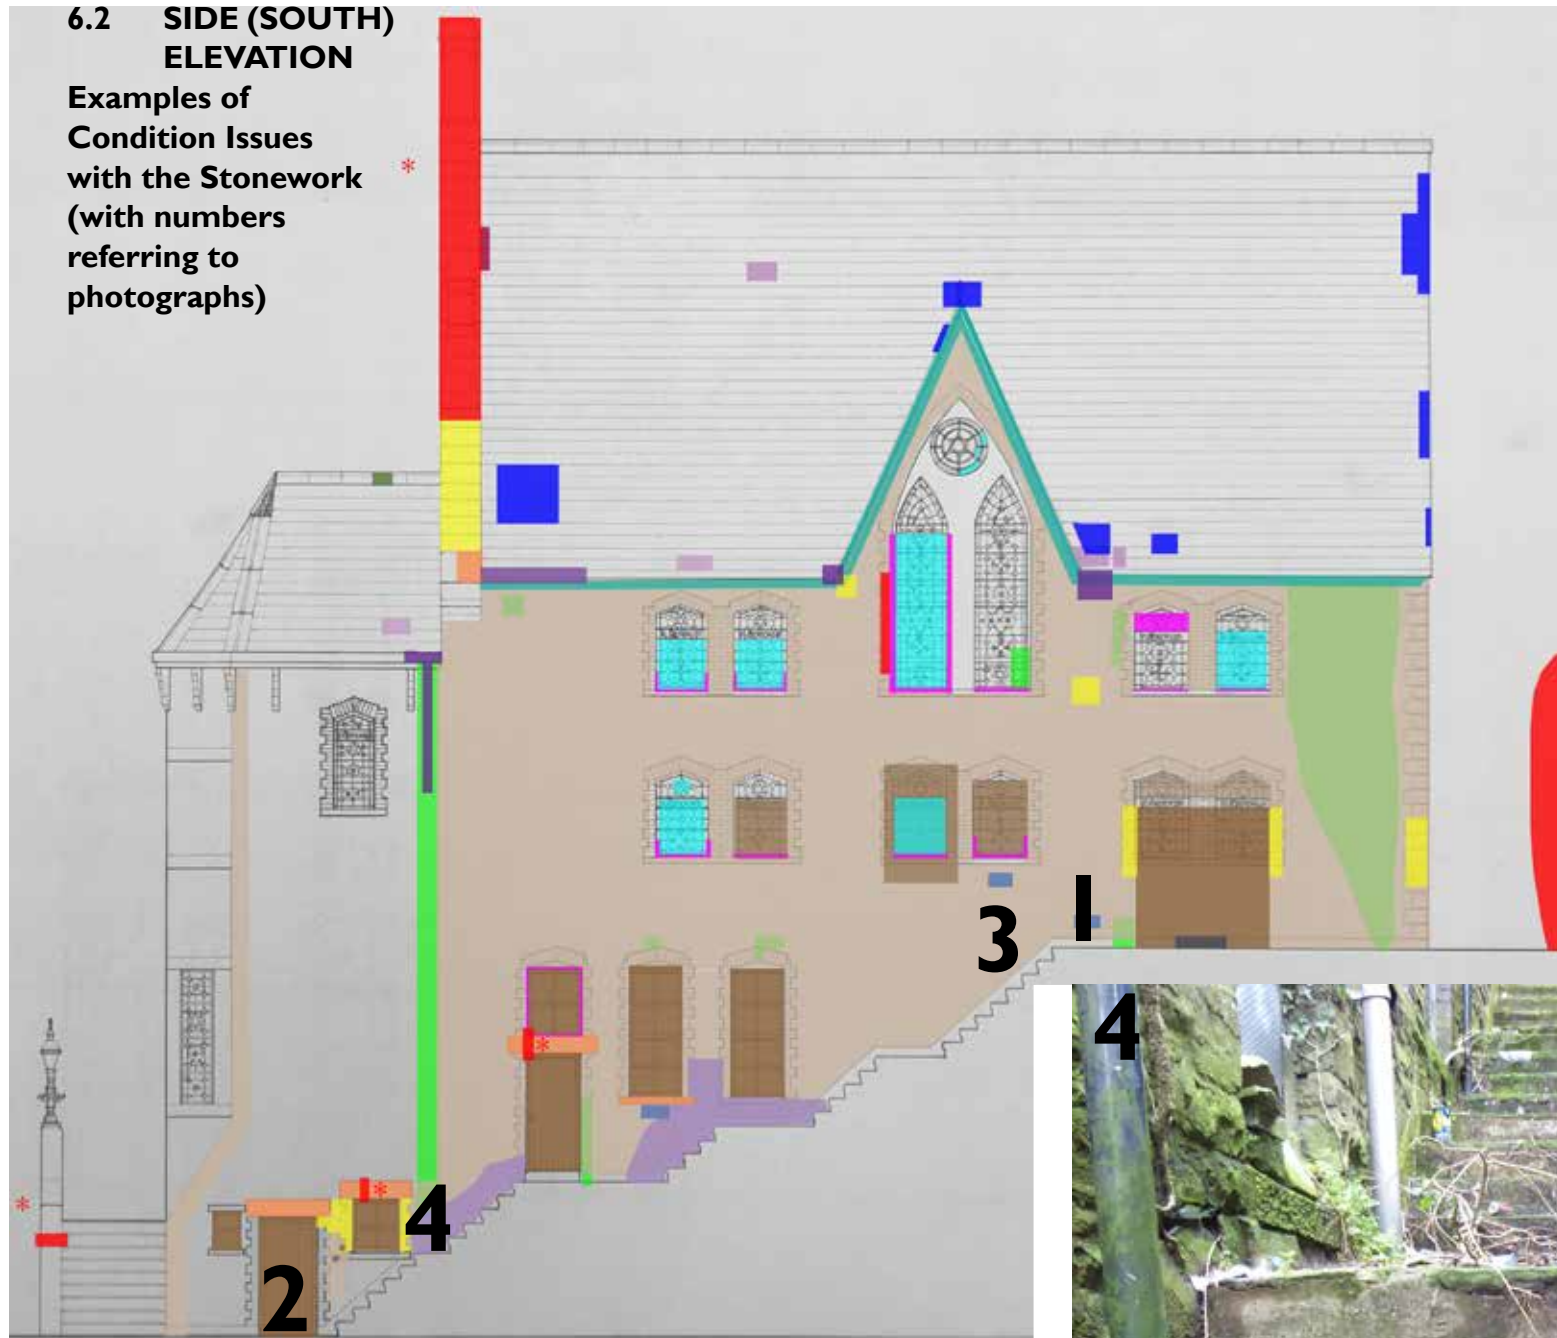 6.2 SIDE (SOUTH)
ELEVATION
Examples of
Condition Issues
with the Stonework
(with numbers
referring to
photographs)
*
3
1
4
*
*
*
4
2